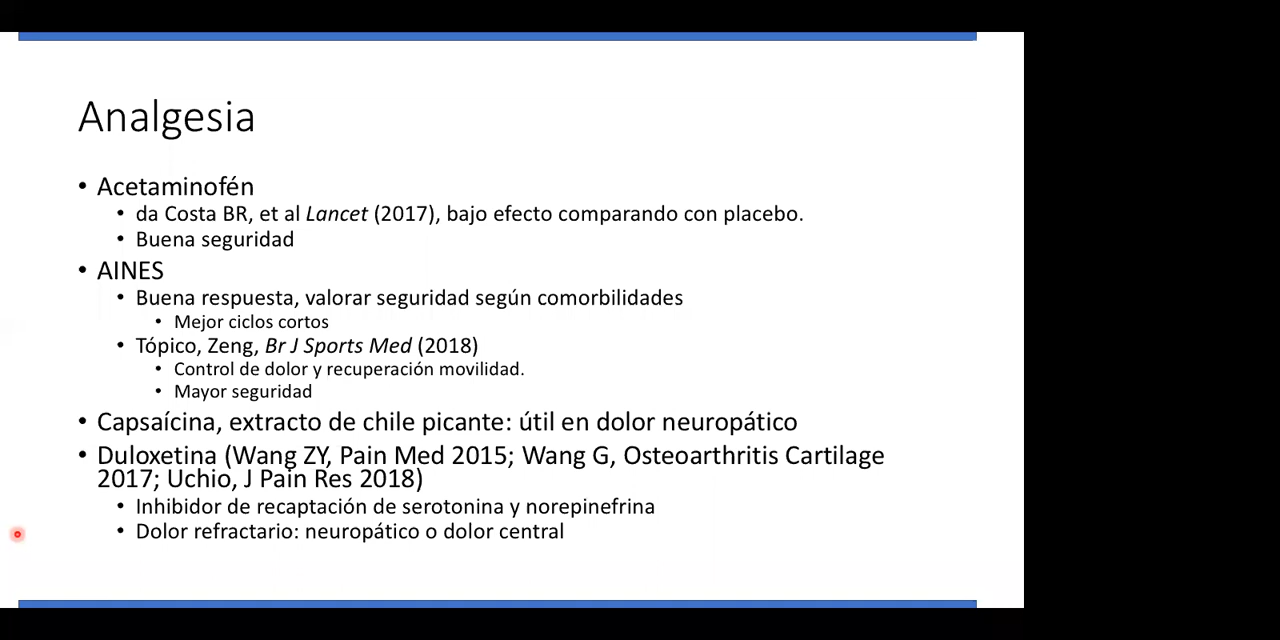 Analgesia
• Acetaminofén
• da Costa BR, et al Lancet (2017), bajo efecto comparando con placebo.
• Buena seguridad
• AINES
• Buena respuesta, valorar seguridad según comorbilidades
• Mejor ciclos cortos
• Tópico, Zeng, Br J Sports Med (2018)
• Control de dolor y recuperación movilidad.
• Mayor seguridad
• Capsaícina, extracto de chile picante: útil en dolor neuropático
• Duloxetina (Wang ZY, Pain Med 2015; Wang G, Osteoarthritis Cartilage
2017; Uchio, J Pain Res 2018)
• Inhibidor de recaptación de serotonina y norepinefrina
• Dolor refractario: neuropático o dolor central